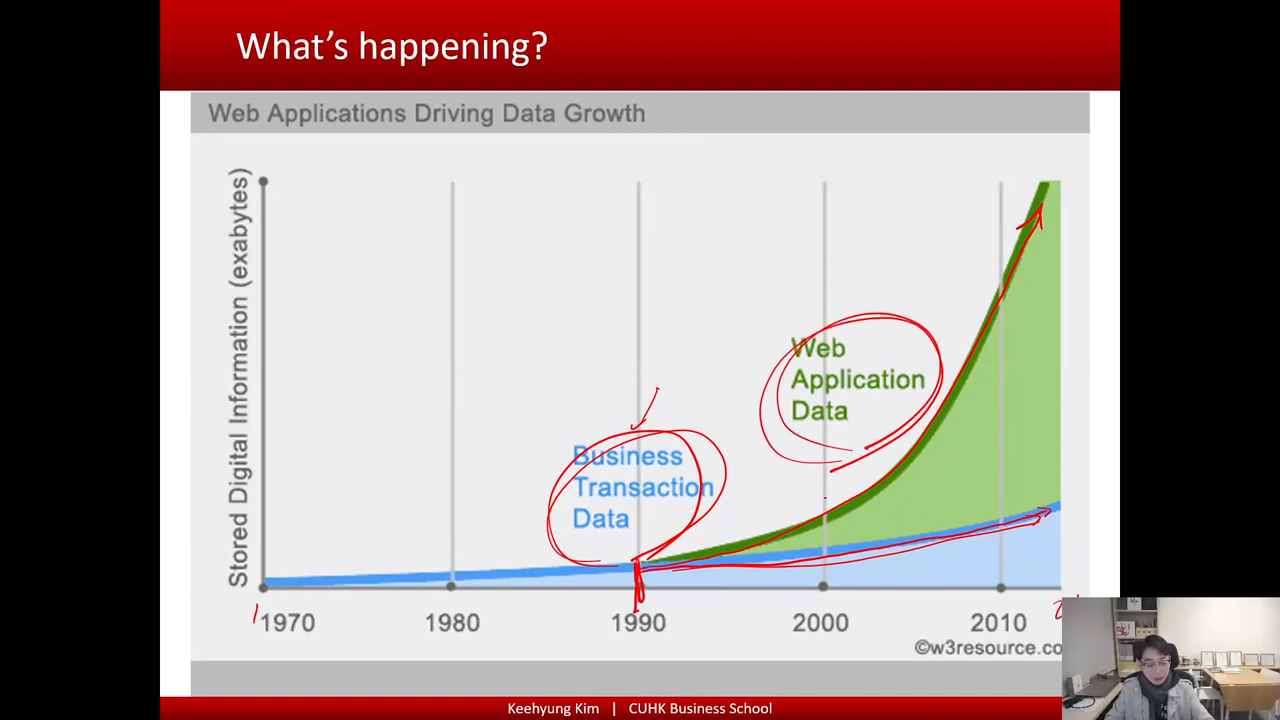 What's happening?
Web Applications Driving Data Growth
Stored Digital Information (exabytes)
Web
Application
Data
Business
Transaction
Data
1970
1980
1990
2000
2010
©w3resource.co
Keehyung Kim | CUHK Business School